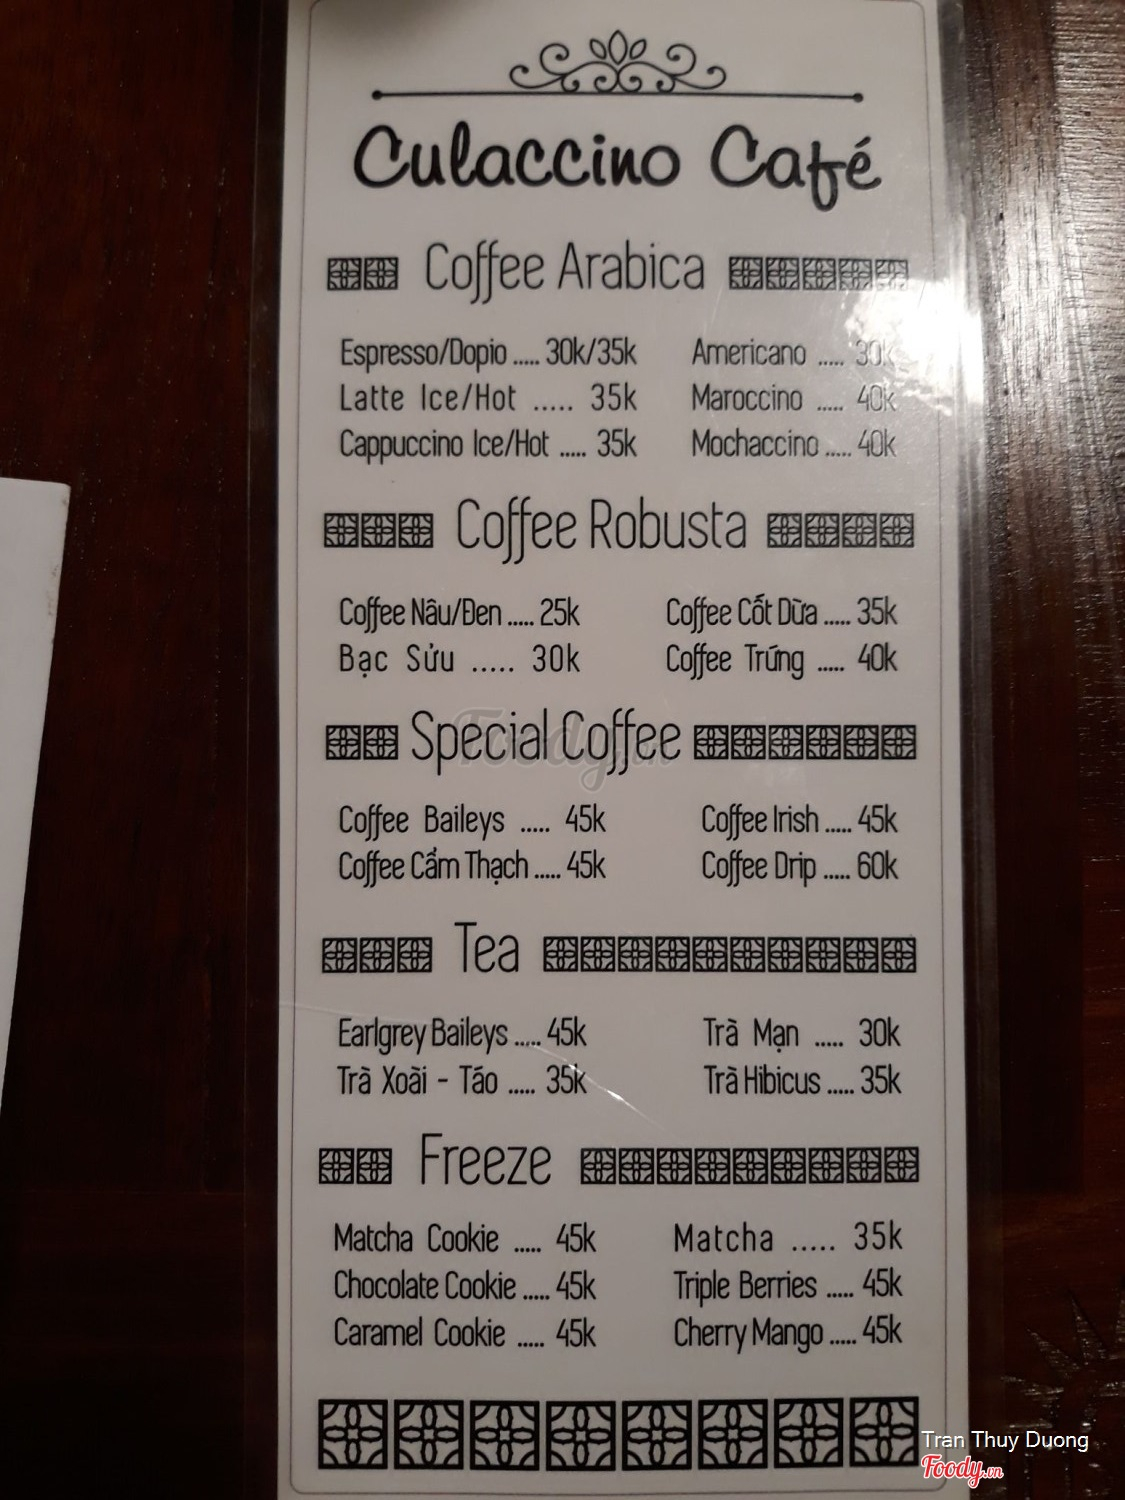 Culaccino Café
Coffee Arabica
Espresso/Dopio ..... 30k/35k Americano ..... 30k
Latte Ice/Hot ..... 35k Maroccino ..... 40k
Cappuccino Ice/Hot ..... 35k Mochaccino ..... 40k
Coffee Robusta
Coffee Nâu/Đen ..... 25k Coffee Cốt Dừa ..... 35k
Bạc Sửu ..... 30k Coffee Trứng ..... 40k
Special Coffee
Foody.vn
Coffee Baileys ..... 45k Coffee Irish ..... 45k
Coffee Cẩm Thạch ..... 45k Coffee Drip ..... 60k
Tea
Earlgrey Baileys ..... 45k Trà Mạn ..... 30k
Trà Xoài - Táo ..... 35k Trà Hibicus ..... 35k
Freeze
Matcha Cookie ..... 45k Matcha ..... 35k
Chocolate Cookie ..... 45k Triple Berries ..... 45k
Caramel Cookie ..... 45k Cherry Mango ..... 45k
Tran Thuy Duong
Foody.vn